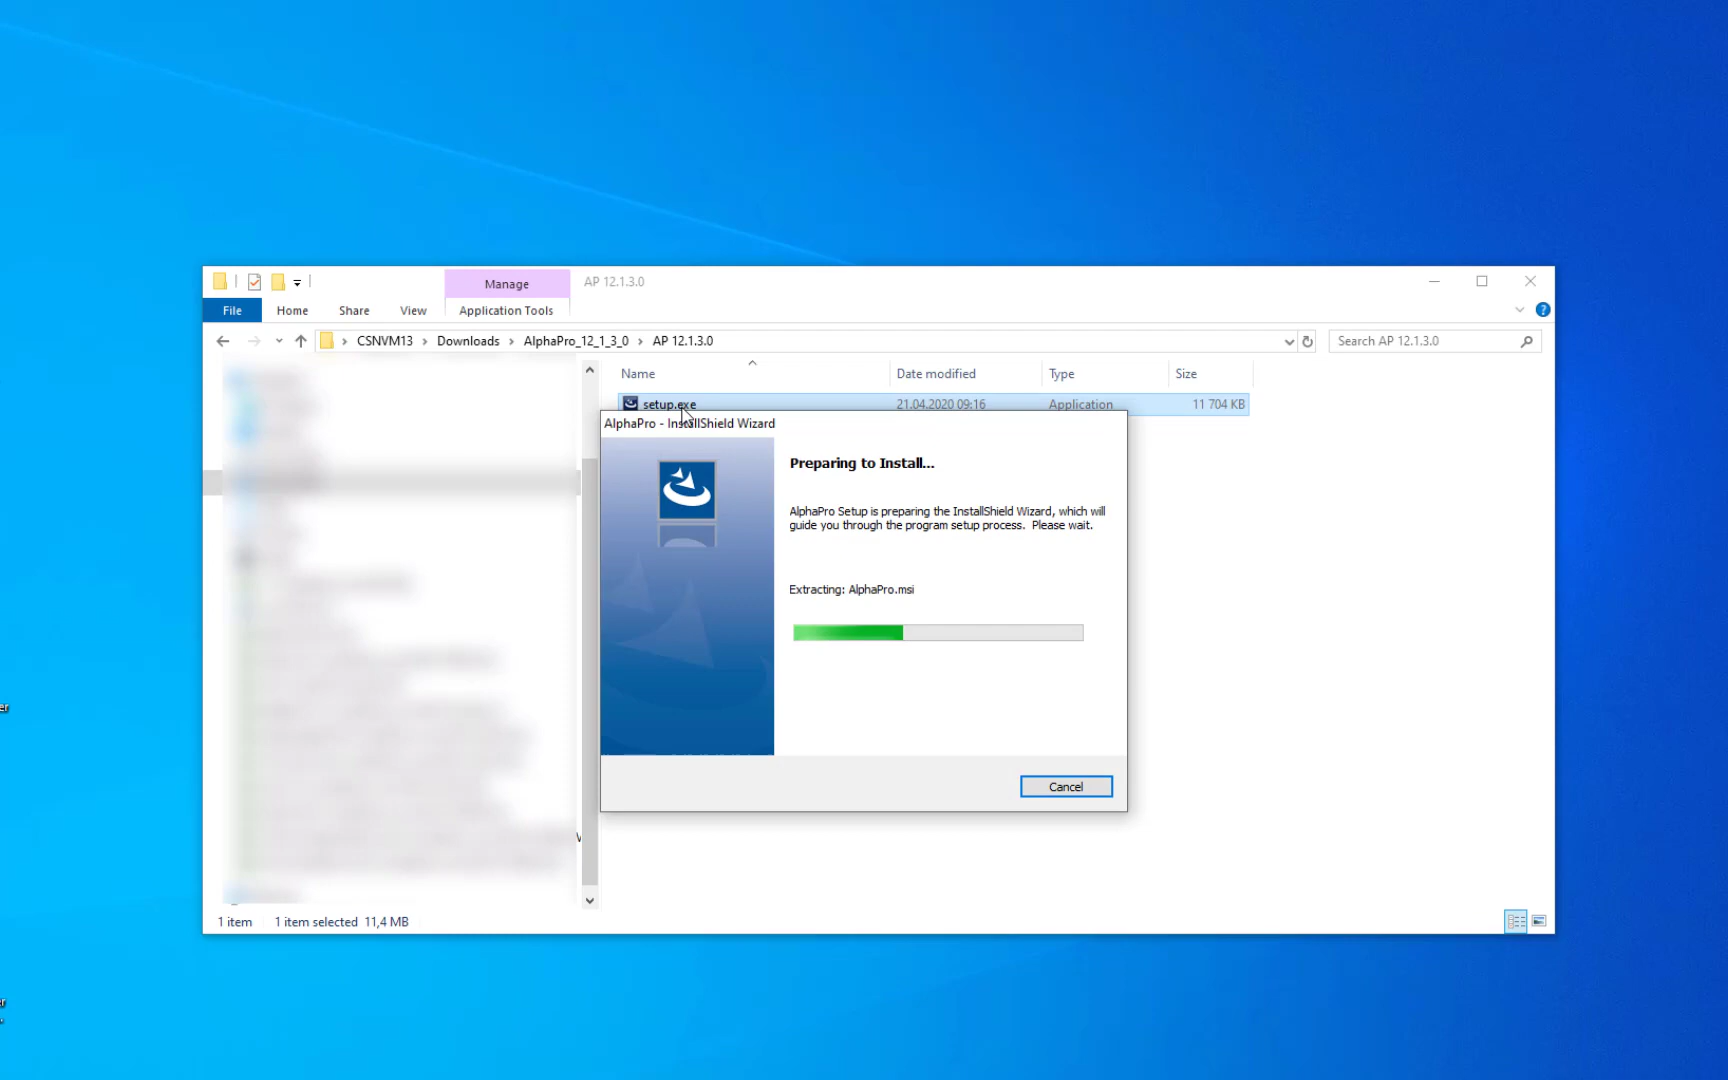 Manage
AP 12.1.3.0
File
Home
Share
View
Application Tools
CSNVM13 > Downloads > AlphaPro_12_1_3_0 > AP 12.1.3.0
Search AP 12.1.3.0
Name
Date modified
Type
Size
setup.exe
21.04.2020 09:16
Application
11 704 KB
AlphaPro - InstallShield Wizard
Preparing to Install...
AlphaPro Setup is preparing the InstallShield Wizard, which will
guide you through the program setup process. Please wait.
Extracting: AlphaPro.msi
Cancel
er
1 item
1 item selected 11,4 MB
er